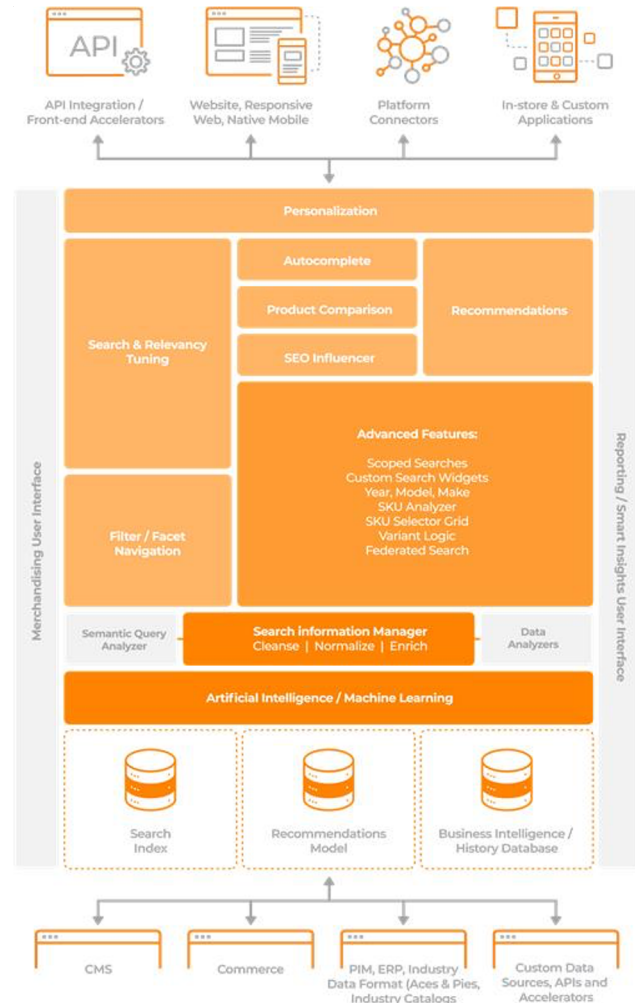 API
API Integration /
Front-end Accelerators
Website, Responsive
Web, Native Mobile
Platform
Connectors
In-store & Custom
Applications
Merchandising User Interface
Personalization
Search & Relevancy
Tuning
Autocomplete
Product Comparison
SEO Influencer
Recommendations
Filter / Facet
Navigation
Advanced Features:
Scoped Searches
Custom Search Widgets
Year, Model, Make
SKU Analyzer
SKU Selector Grid
Variant Logic
Federated Search
Reporting / Smart Insights User Interface
Semantic Query
Analyzer
Search information Manager
Cleanse | Normalize | Enrich
Data
Analyzers
Artificial Intelligence / Machine Learning
Search
Index
Recommendations
Model
Business Intelligence /
History Database
CMS
Commerce
PIM, ERP, Industry
Data Format (Aces & Pies,
Industry Catalogs
Custom Data
Sources, APIs and
Accelerators